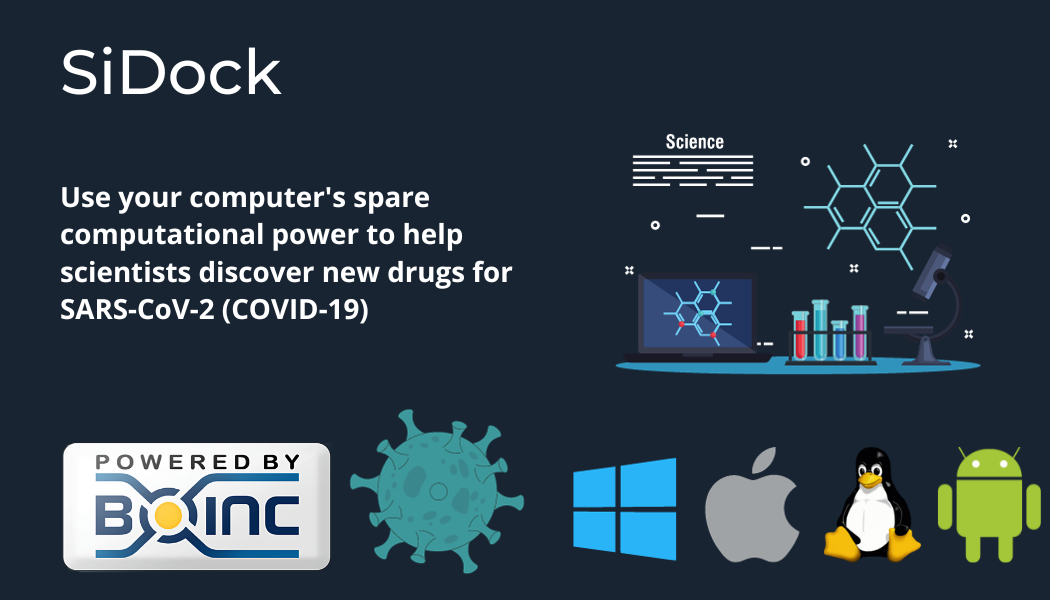 SiDock
Science
Use your computer's spare
computational power to help
scientists discover new drugs for
SARS-CoV-2 (COVID-19)
POWERED BY
BOINC